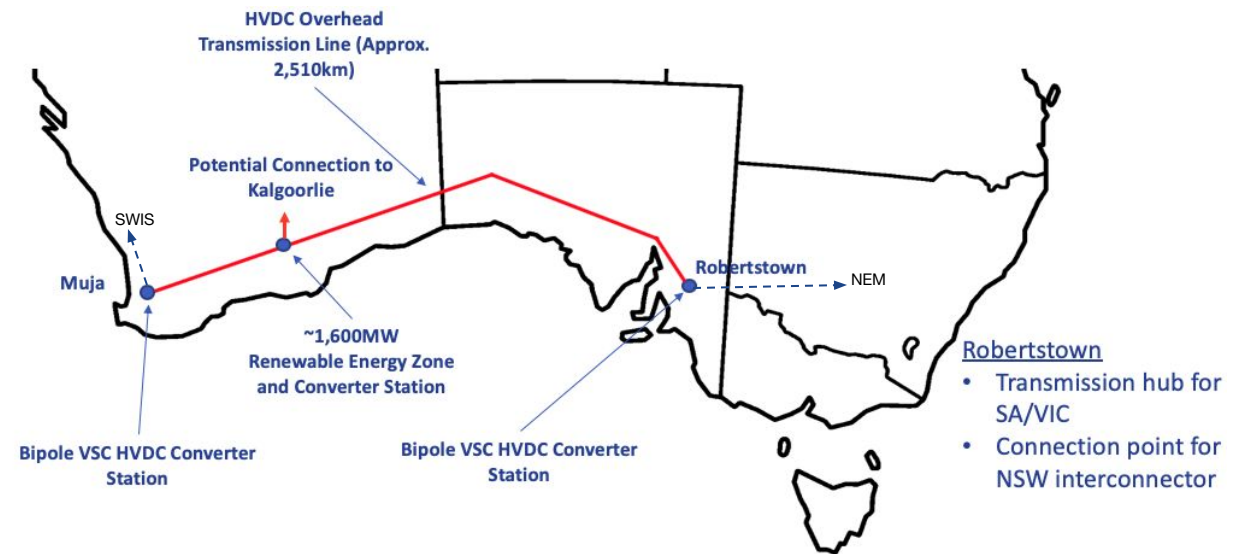 HVDC Overhead
Transmission Line (Approx.
2,510km)
Potential Connection to
Kalgoorlie
SWIS
Muja
Robertstown
NEM
~1,600MW
Renewable Energy Zone
and Converter Station
Bipole VSC HVDC Converter
Station
Bipole VSC HVDC Converter
Station
Robertstown
• Transmission hub for
SA/VIC
• Connection point for
NSW interconnector